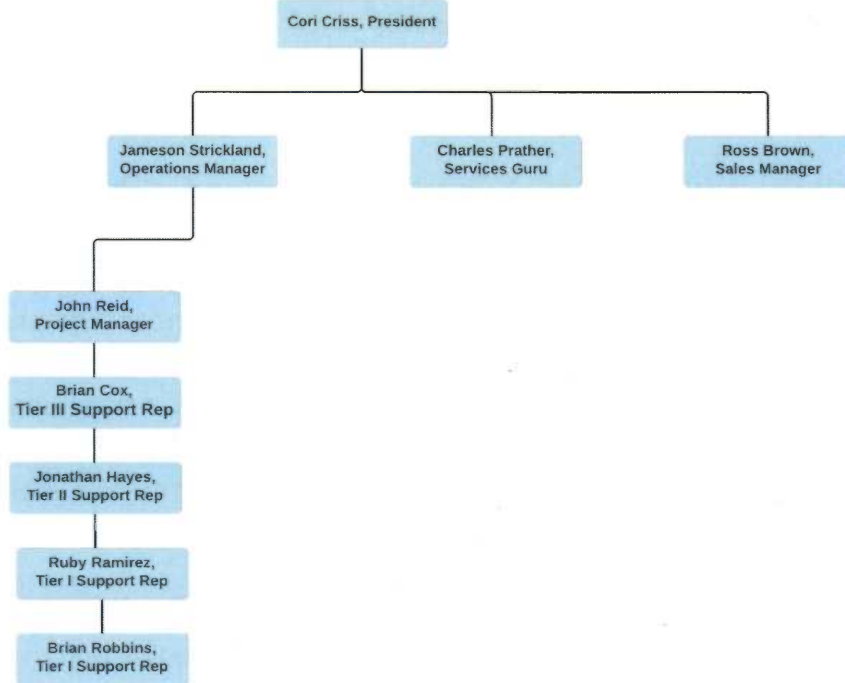 Cori Criss, President
Jameson Strickland,
Operations Manager
Charles Prather,
Services Guru
Ross Brown,
Sales Manager
John Reid,
Project Manager
Brian Cox,
Tier III Support Rep
Jonathan Hayes,
Tier II Support Rep
Ruby Ramirez,
Tier I Support Rep
Brian Robbins,
Tier I Support Rep